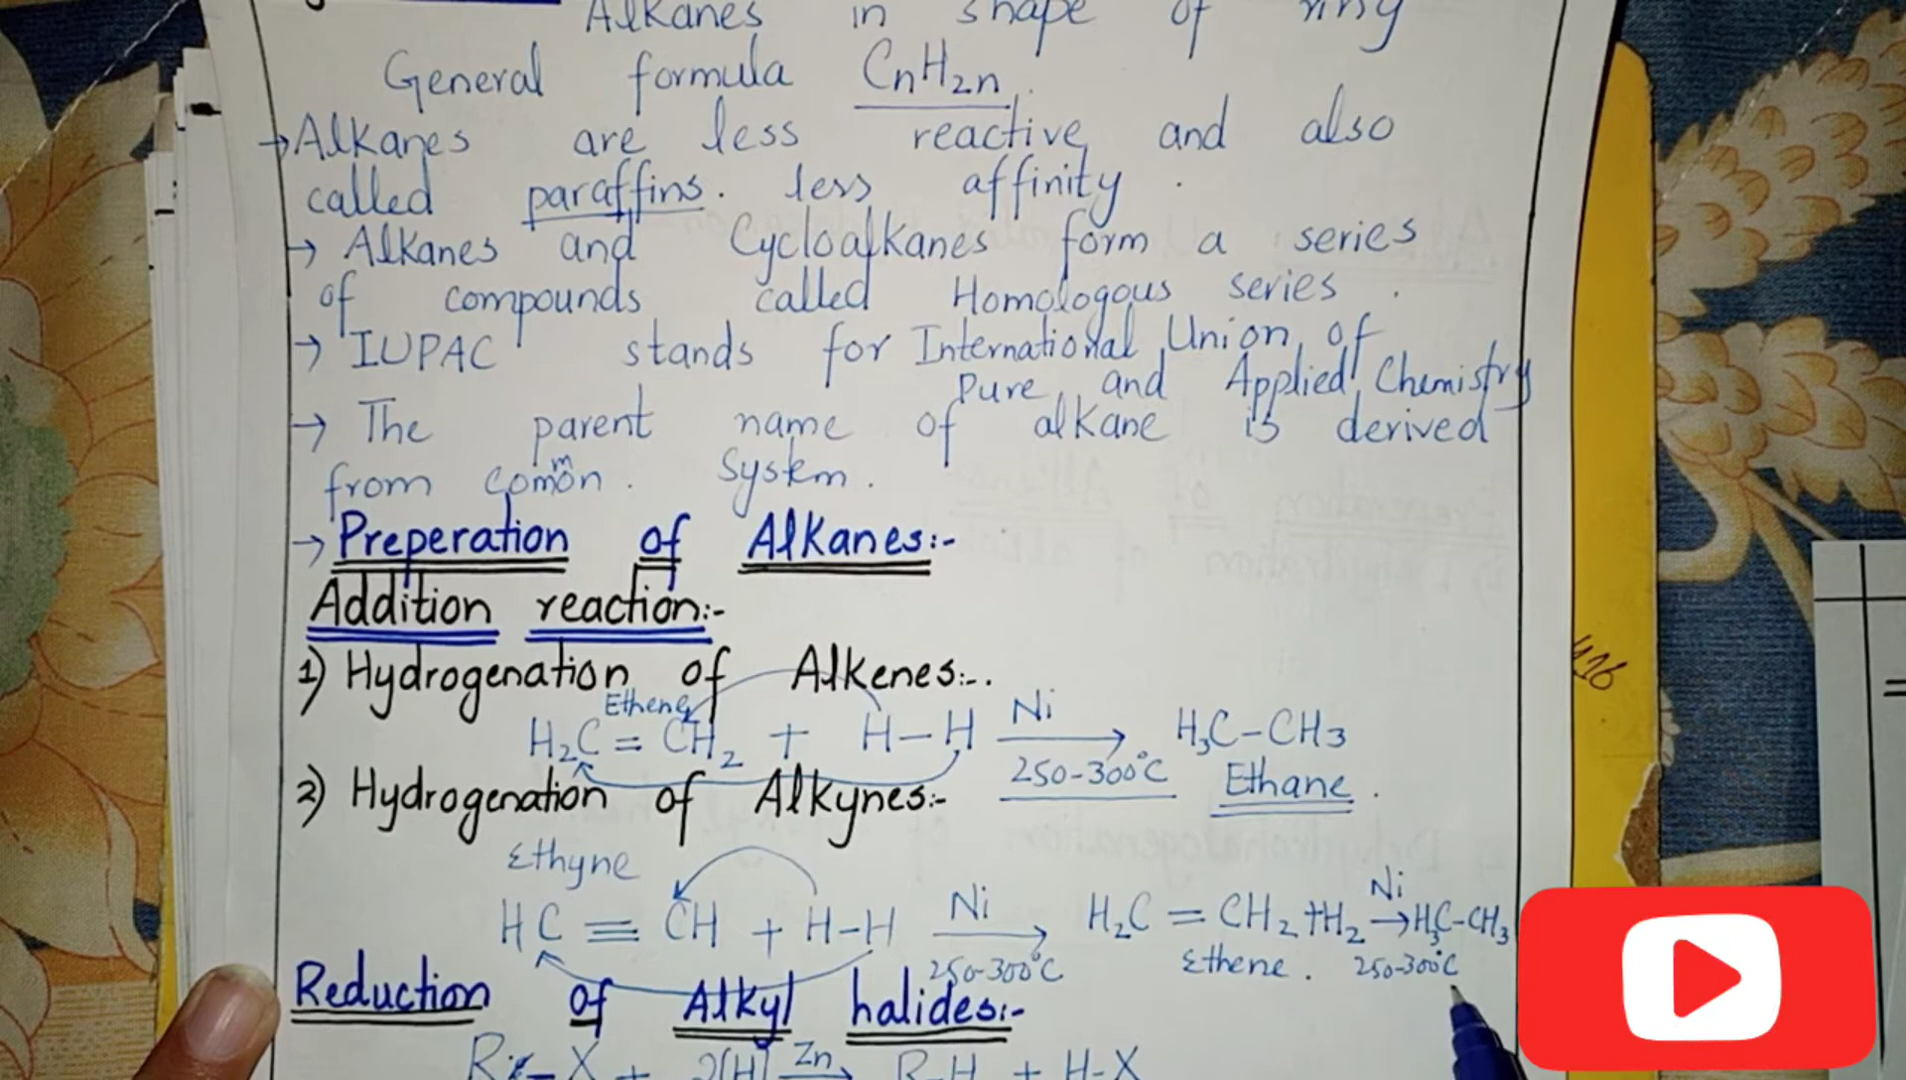 Alkanes in shape of ring
General formula CnH2n.
→Alkanes are less reactive and also
called paraffins. less affinity.
→ Alkanes and Cycloalkanes form a series
of compounds called Homologous series.
→ IUPAC stands for International Union of
Pure and Applied Chemistry
→ The parent name of alkane is derived
from common. System.
→ Preperation of Alkanes:-
Addition reaction:-
1) Hydrogenation of Alkenes:-.
Ethene
H2C = CH2 + H-H Ni → H3C-CH3
250-300°C Ethane.
2) Hydrogenation of Alkynes:-
Ethyne
HC ≡ CH + H-H Ni → H2C = CH2 + H2 Ni → H3C-CH3
250-300°C Ethene. 250-300°C
Reduction of Alkyl halides:-
R-X + 2[H] Zn → R-H + H-X